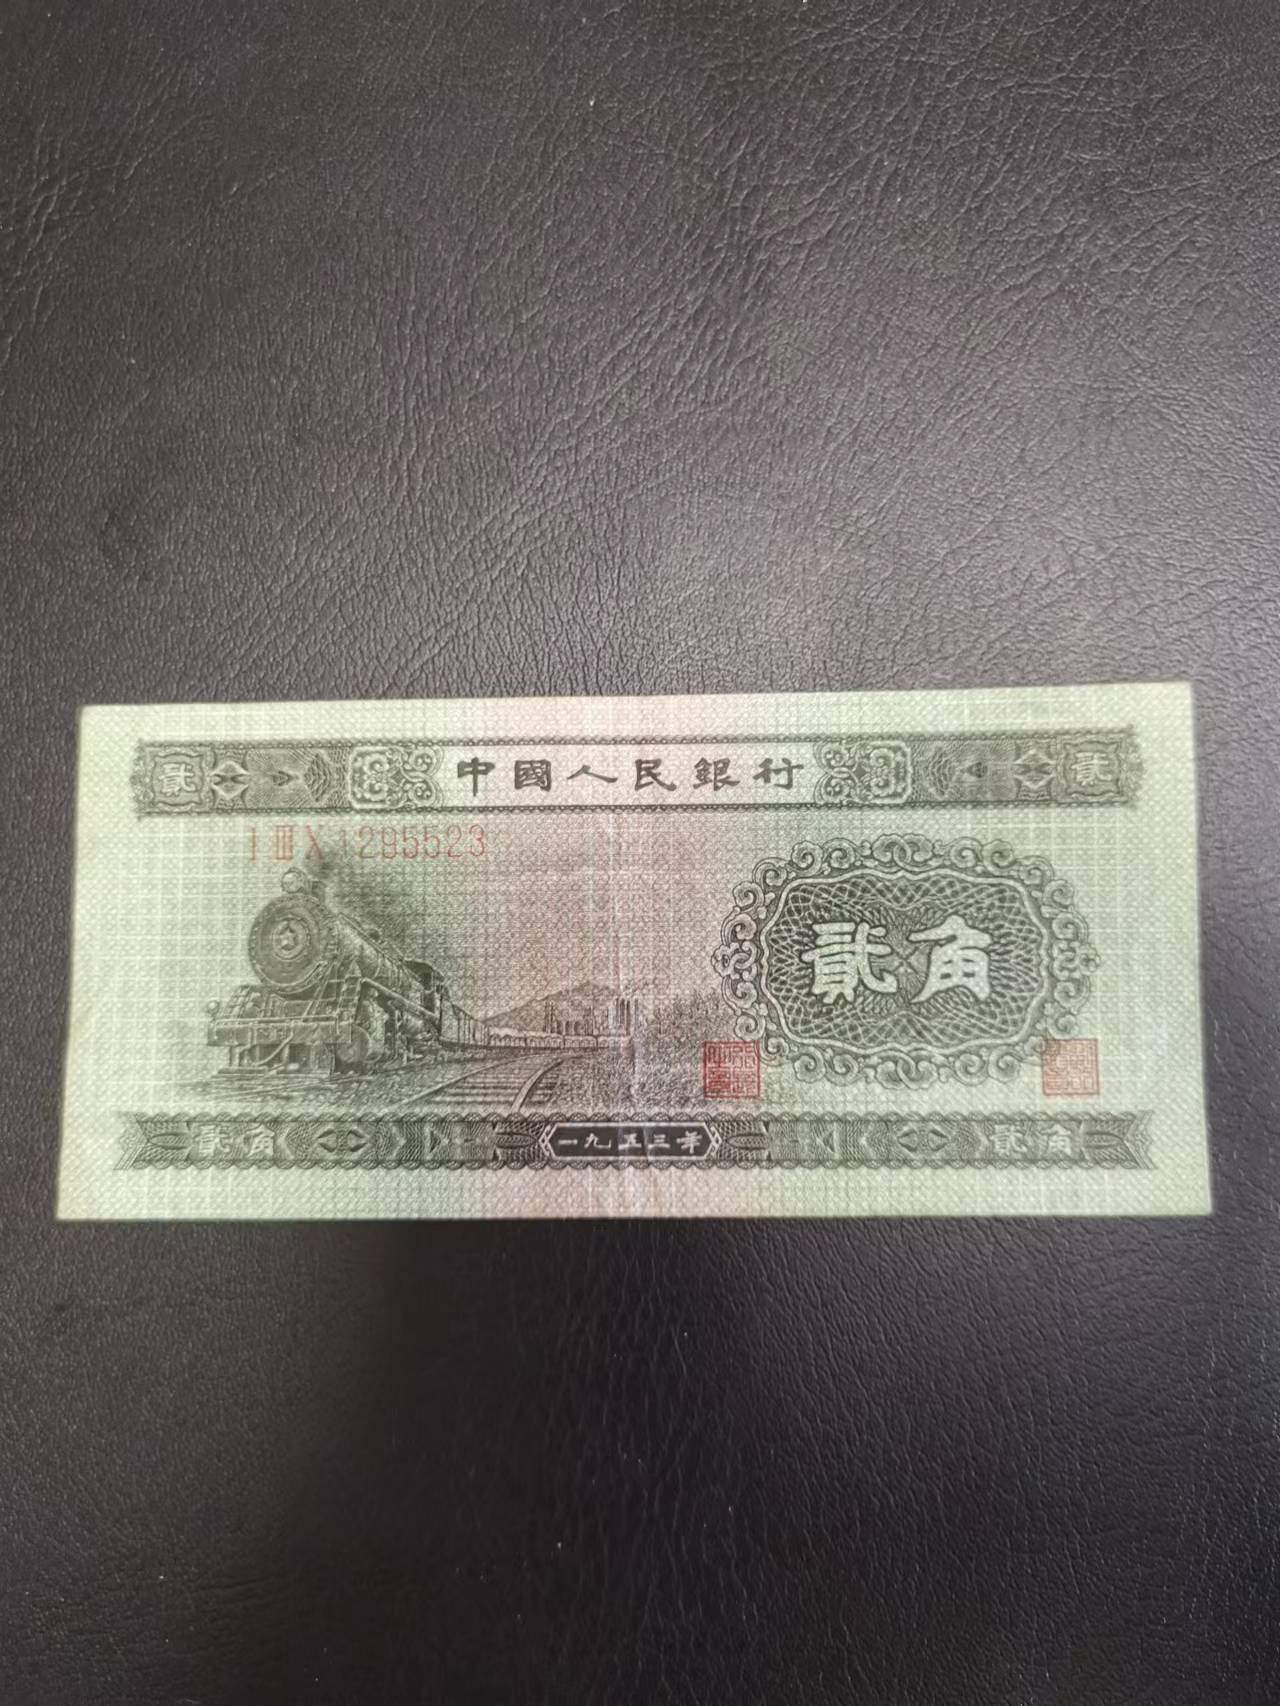 貳 中國人民銀行 貳
I III X 1295523
貳角
貳角 一九五三年 貳角